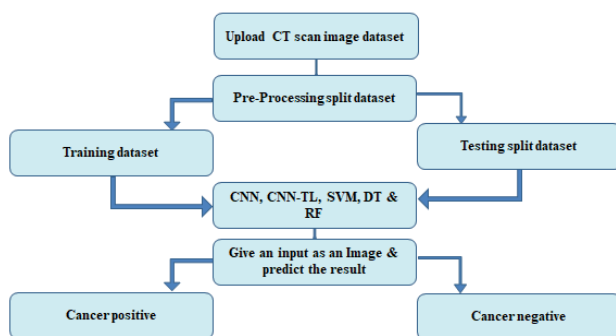 Upload CT scan image dataset
Pre-Processing split dataset
Training dataset
Testing split dataset
CNN, CNN-TL, SVM, DT &
RF
Give an input as an Image &
predict the result
Cancer positive
Cancer negative